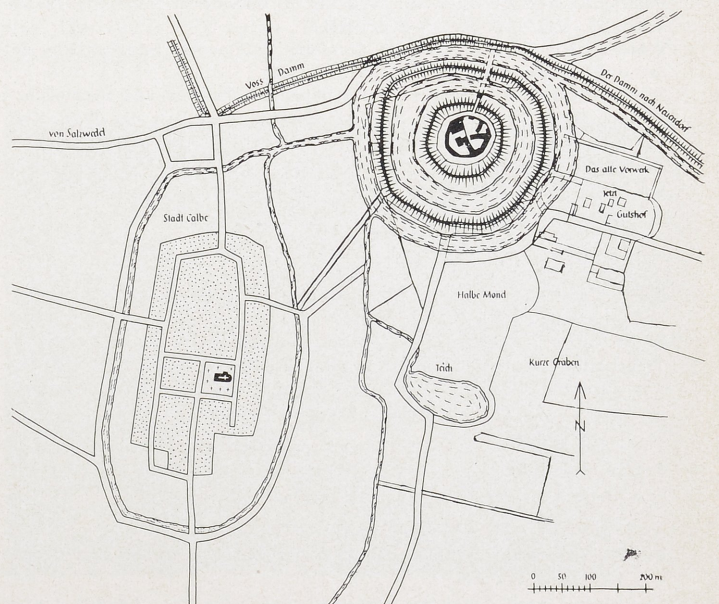 Voss Damm
Der Damm nach Neuendorf
von Salzwedel
Das alte Vorwerk
jetzt
Gutshof
Stadt Calbe
Halbe Mond
Teich
Kurze Graben
N
0 50 100 200 m